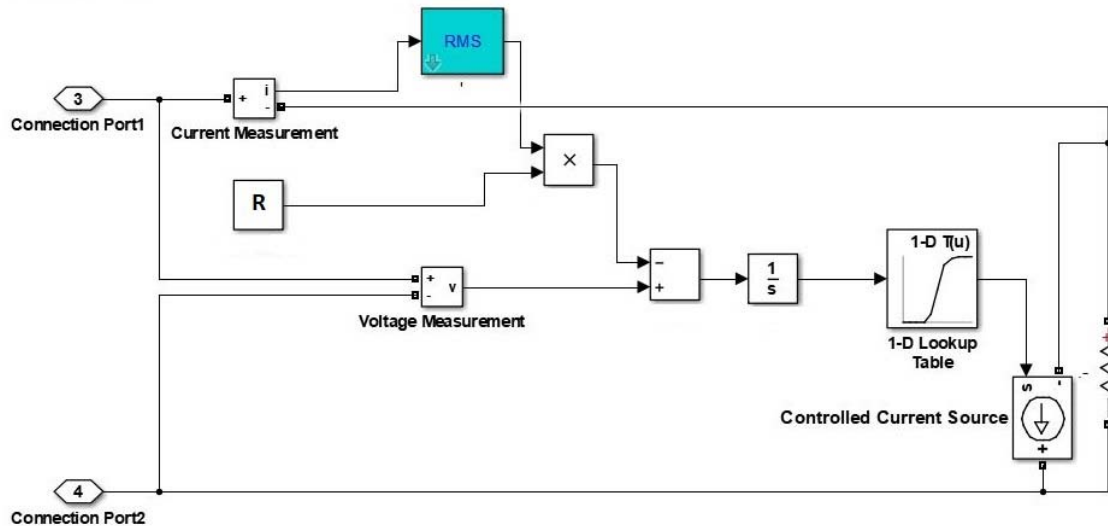 RMS
3
Connection Port1
+
i
-
Current Measurement
×
R
1-D T(u)
−
+
1
s
+
-
v
Voltage Measurement
1-D Lookup
Table
s
-
+
Controlled Current Source
+
4
Connection Port2